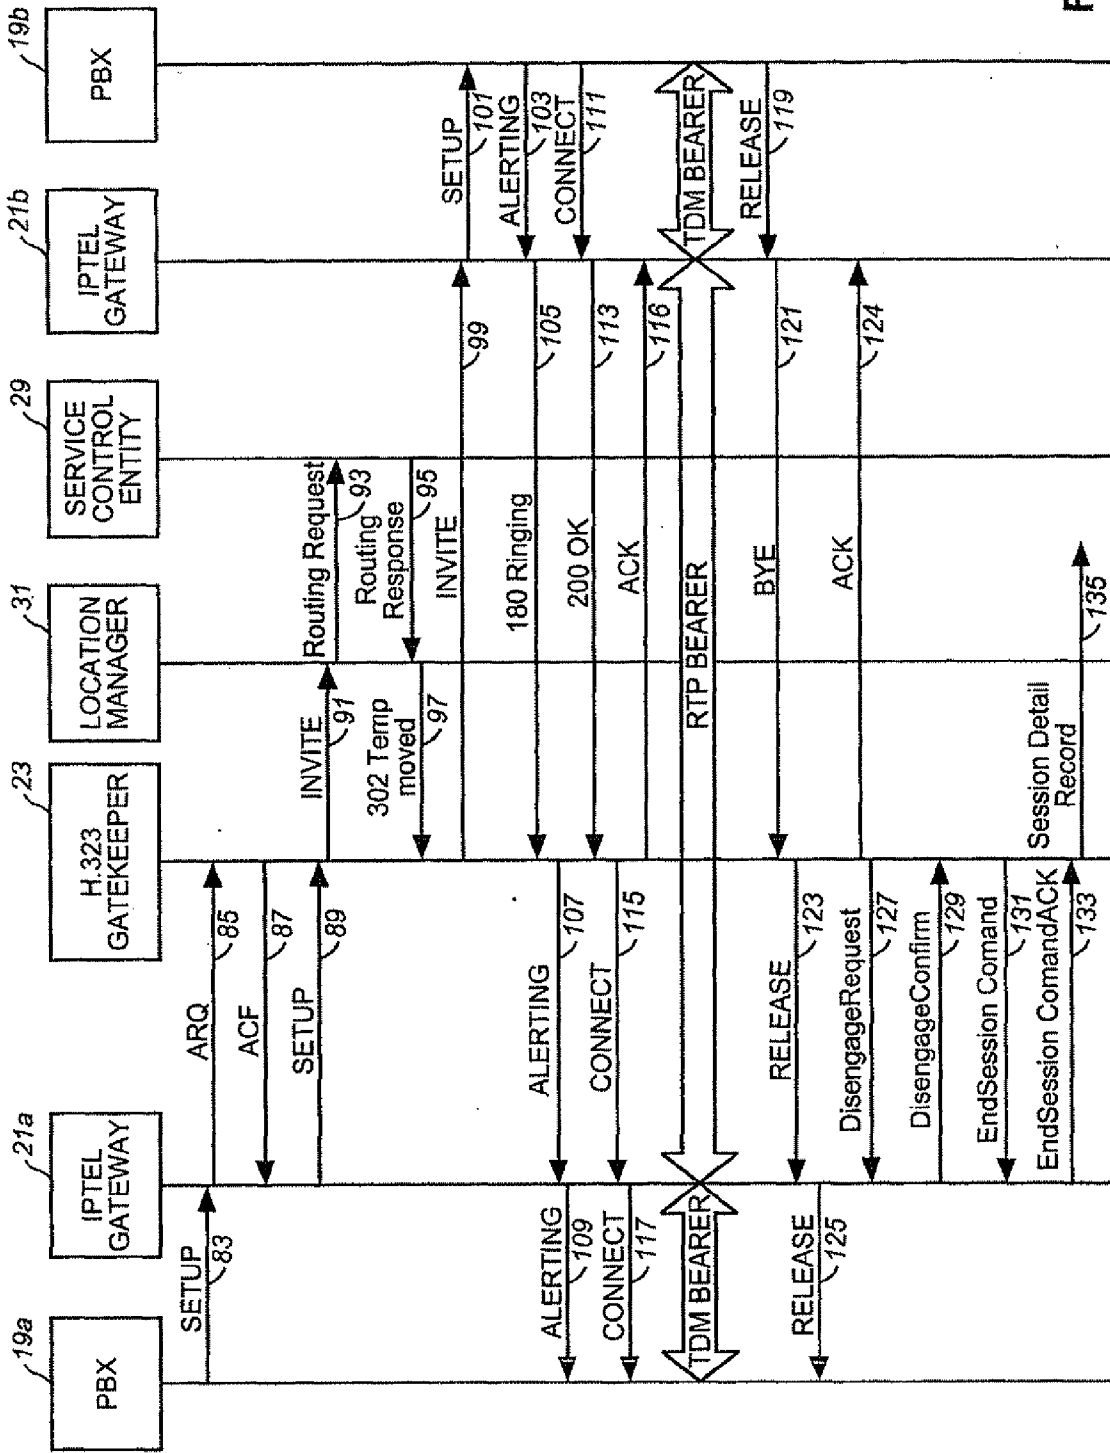 19a
PBX
21a
IPTEL
GATEWAY
23
H.323
GATEKEEPER
31
LOCATION
MANAGER
29
SERVICE
CONTROL
ENTITY
21b
IPTEL
GATEWAY
19b
PBX
SETUP
83
ARQ
85
ACF
87
SETUP
89
INVITE
91
Routing Request
93
Routing
Response
95
302 Temp
moved
97
INVITE
99
SETUP
101
ALERTING
103
180 Ringing
105
ALERTING
107
ALERTING
109
CONNECT
111
200 OK
113
CONNECT
115
CONNECT
117
ACK
116
TDM BEARER
RTP BEARER
TDM BEARER
RELEASE
119
BYE
121
RELEASE
123
RELEASE
125
ACK
124
DisengageRequest
127
DisengageConfirm
129
EndSession Comand
131
EndSession ComandACK
133
Session Detail
Record
135